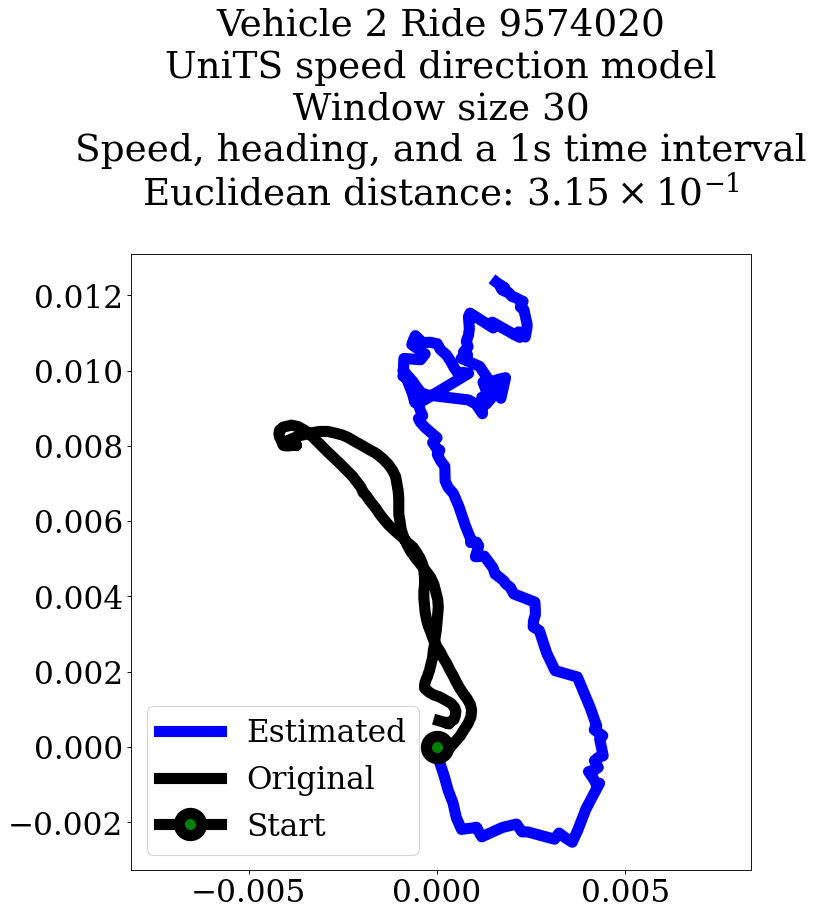 Vehicle 2 Ride 9574020
UniTS speed direction model
Window size 30
Speed, heading, and a 1s time interval
Euclidean distance: 3.15 × 10⁻¹
0.012
0.010
0.008
0.006
0.004
0.002
0.000
−0.002
Estimated
Original
Start
−0.005 0.000 0.005